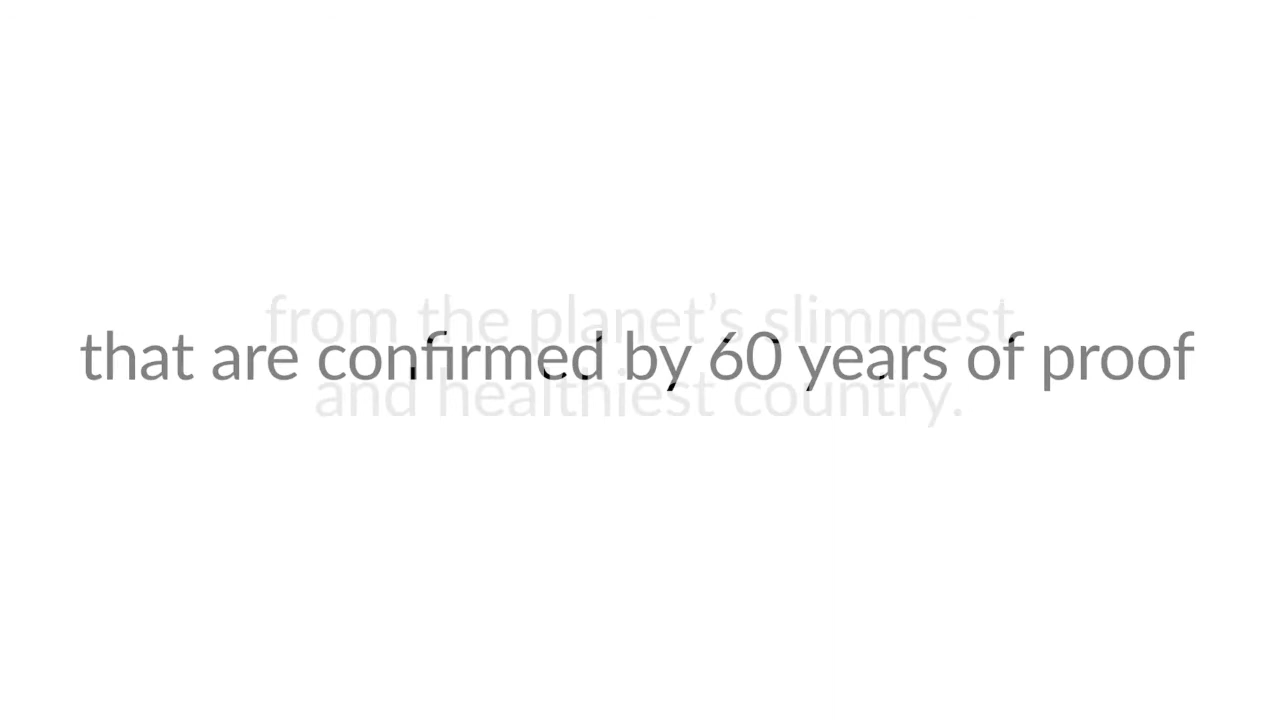 from the planet’s slimmest
that are confirmed by 60 years of proof
and healthiest country.